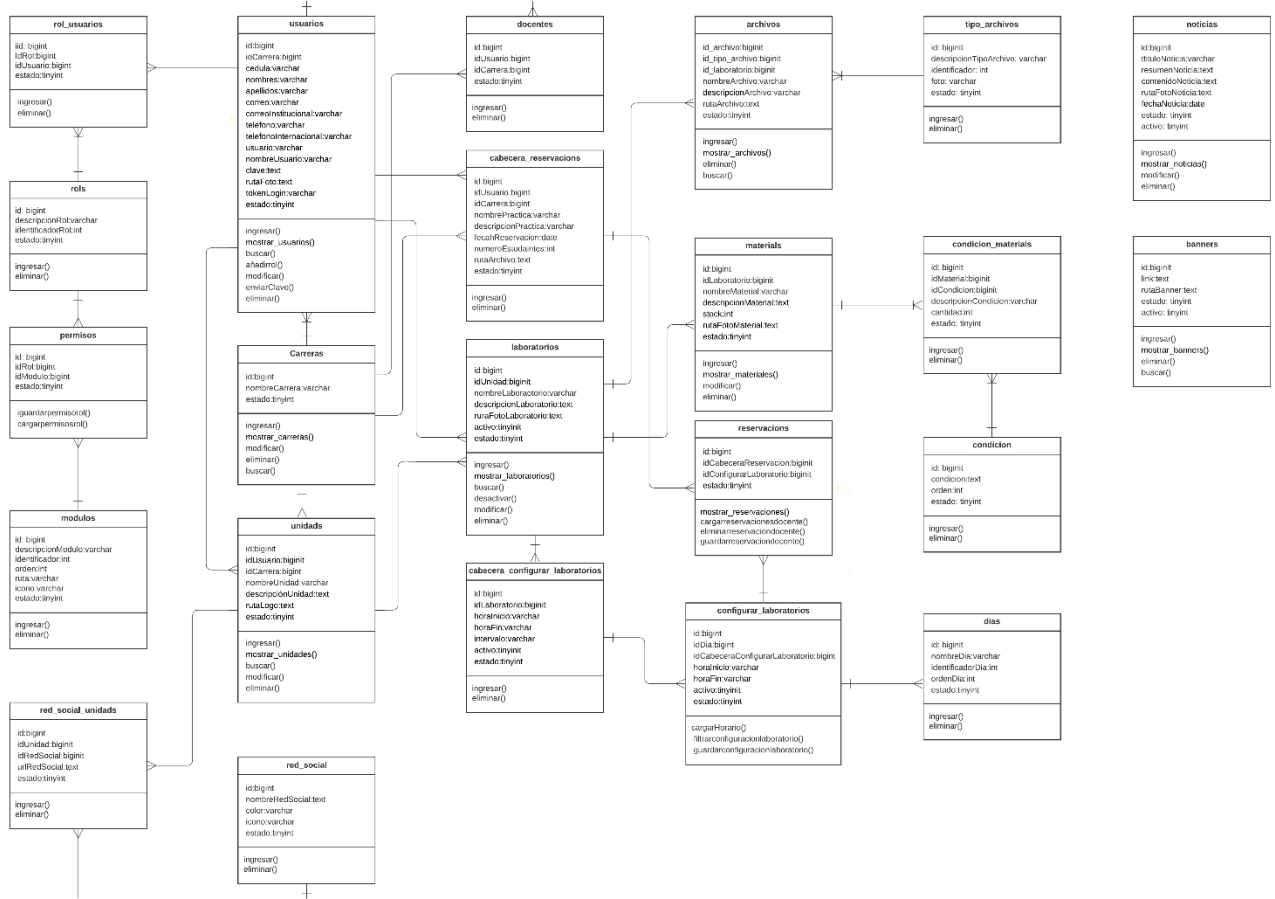 rol_usuarios
iid: bigint
IdRol:bigint
idUsuario:bigint
estado:tinyint
ingresar()
eliminar()
rols
id: bigint
descripcionRol:varchar
identificadorRol:int
estado:tinyint
ingresar()
eliminar()
permisos
id: bigint
idRol:bigint
idModulo:bigint
estado:tinyint
iguardarpermisorol()
cargarpermisosrol()
modulos
id: bigint
descripcionModulo:varchar
identificador:int
orden:int
ruta:varchar
icono:varchar
estado:tinyint
ingresar()
eliminar()
red_social_unidads
id:bigint
idUnidad:biginit
idRedSocial:biginit
urlRedSocial:text
estado:tinyint
ingresar()
eliminar()
usuarios
id:bigint
idCarrera:bigint
cedula:varchar
nombres:varchar
apellidos:varchar
correo:varchar
correoInstitucional:varchar
telefono:varchar
telefonoInternacional:varchar
usuario:varchar
nombreUsuario:varchar
clave:text
rutaFoto:text
tokenLogin:varchar
estado:tinyint
ingresar()
mostrar_usuarios()
buscar()
añadirrol()
modificar()
enviarClave()
eliminar()
Carreras
id:bigint
nombreCarrera:varchar
estado:tinyint
ingresar()
mostrar_carreras()
modificar()
eliminar()
buscar()
unidads
id:biginit
idUsuario:biginit
idCarrera:bigint
nombreUnidad:varchar
descripciónUnidad:text
rutaLogo:text
estado:tinyint
ingresar()
mostrar_unidades()
buscar()
modificar()
eliminar()
red_social
id:bigint
nombreRedSocial:text
color:varchar
icono:varchar
estado:tinyint
ingresar()
eliminar()
docentes
id:bigint
idUsuario:bigint
idCarrera:bigint
estado:tinyint
ingresar()
eliminar()
cabecera_reservacions
id:bigint
idUsuario:bigint
idCarrera:bigint
nombrePractica:varchar
descripcionPractica:varchar
fecahReservacion:date
numeroEstudaintes:int
rutaArchivo:text
estado:tinyint
ingresar()
eliminar()
laboratorios
id:bigint
idUnidad:biginit
nombreLaboraotorio:varchar
descripcionLaboratorio:text
ruraFotoLaboratorio:text
activo:tinyinit
estado:tinyint
ingresar()
mostrar_laboratorios()
buscar()
desactivar()
modificar()
eliminar()
cabecera_configurar_laboratorios
id:bigint
idLaboratorio:biginit
horaInicio:varchar
horaFin:varchar
intervalo:varchar
activo:tinyinit
estado:tinyint
ingresar()
eliminar()
archivos
id_archivo:biginit
id_tipo_archivo:biginit
id_laboratorio:biginit
nombreArchivo:varchar
descripcionArchivo:varchar
rutaArchivo:text
estado:tinyint
ingresar()
mostrar_archivos()
eliminar()
buscar()
materials
id:bigint
idLaboratorio:biginit
nombreMaterial:varchar
descripcionMaterial:text
stock:int
rutaFotoMaterial:text
estado:tinyint
ingresar()
mostrar_materiales()
modificar()
eliminar()
reservacions
id:bigint
idCabeceraReservacion:biginit
idConfigurarLaboratorio:biginit
estado:tinyint
mostrar_reservaciones()
cargarreservacionesdocente()
eliminarreservaciondocente()
guardarreservaciondocente()
configurar_laboratorios
id:bigint
idDia:bigint
idCabeceraConfigurarLaboratorio:bigint
horaInicio:varchar
horaFin:varchar
activo:tinyinit
estado:tinyint
cargarHorario()
filtrarconfiguracionlaboratorio()
guardarconfiguracionlaboratorio()
tipo_archivos
id: biginit
descripcionTipoArchivo: varchar
identificador: int
foto: varchar
estado: tinyint
ingresar()
eliminar()
condicion_materials
id: bigint
idMaterial:biginit
idCondicion:biginit
descripcionCondicion:varchar
cantidad:int
estado: tinyint
ingresar()
eliminar()
condicion
id: biginit
condicion:text
orden:int
estado: tinyint
ingresar()
eliminar()
dias
id: biginit
nombreDia:varchar
identificadorDia:int
ordenDia:int
estado:tinyint
ingresar()
eliminar()
noticias
id:biginit
ttituloNoticia:varchar
resumenNoticia:text
contenidoNoticia:text
rutaFotoNoticia:text
fechaNoticia:date
estado: tinyint
activo: tinyint
ingresar()
mostrar_noticias()
modificar()
eliminar()
banners
id:biginit
link:text
rutaBanner:text
estado: tinyint
activo: tinyint
ingresar()
mostrar_banners()
eliminar()
buscar()